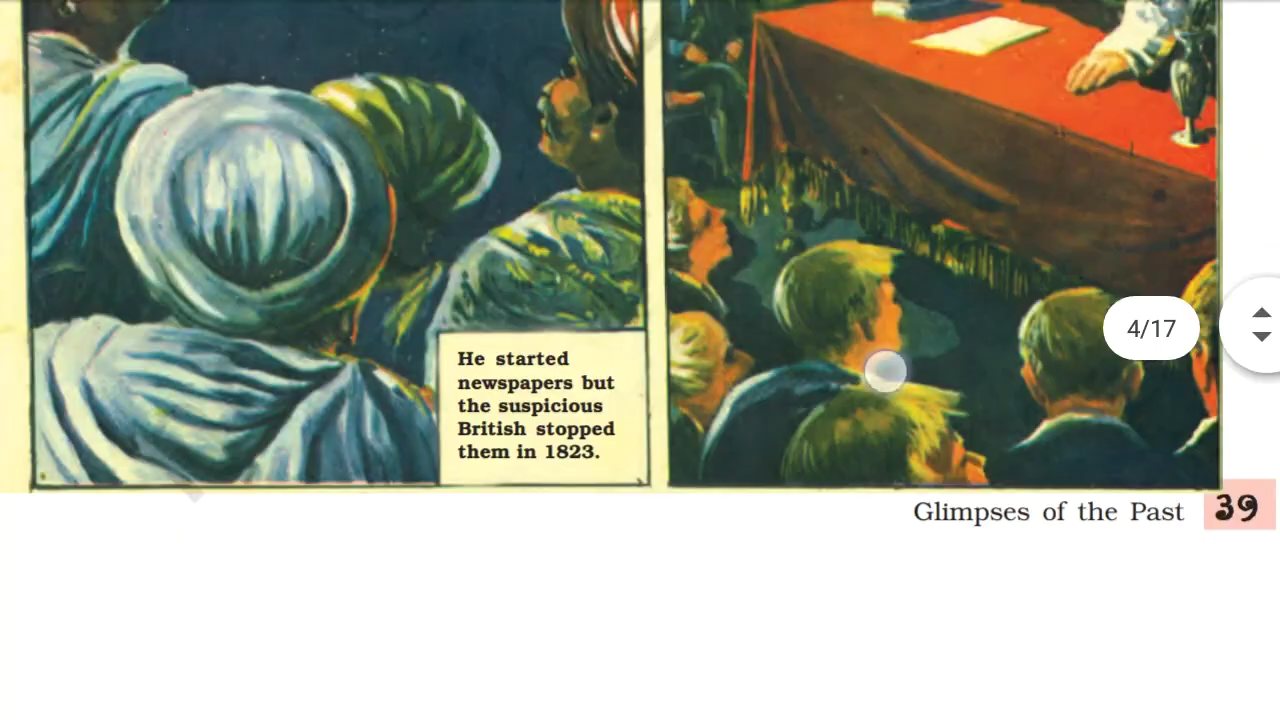 He started
newspapers but
the suspicious
British stopped
them in 1823.
4/17
Glimpses of the Past 39